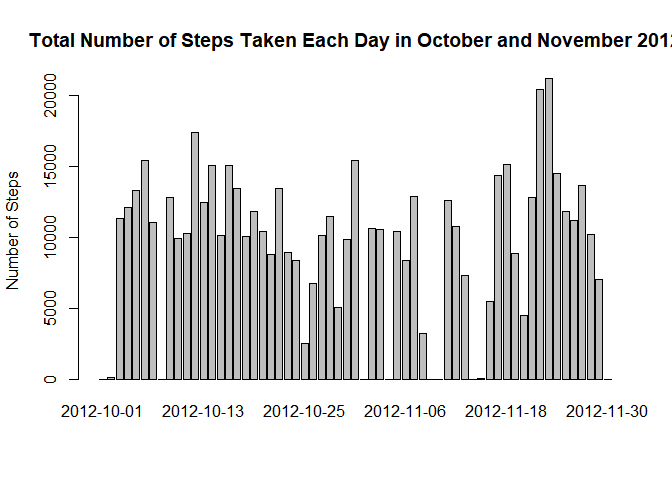 Total Number of Steps Taken Each Day in October and November 201
Number of Steps
20000
15000
10000
5000
0
2012-10-01 2012-10-13 2012-10-25 2012-11-06 2012-11-18 2012-11-30